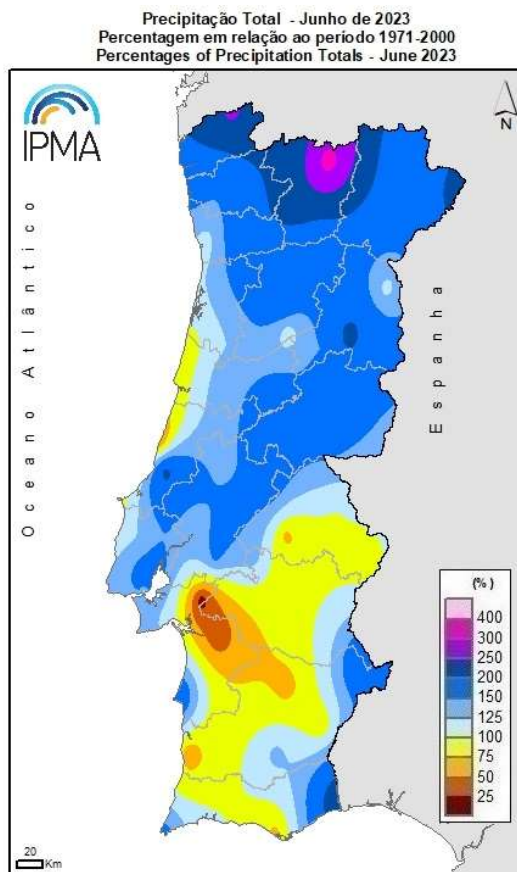 Precipitação Total - Junho de 2023
Percentagem em relação ao período 1971-2000
Percentages of Precipitation Totals - June 2023
IPMA
N
Oceano Atlântico
Espanha
(%)
400
300
250
200
150
125
100
75
50
25
20
Km